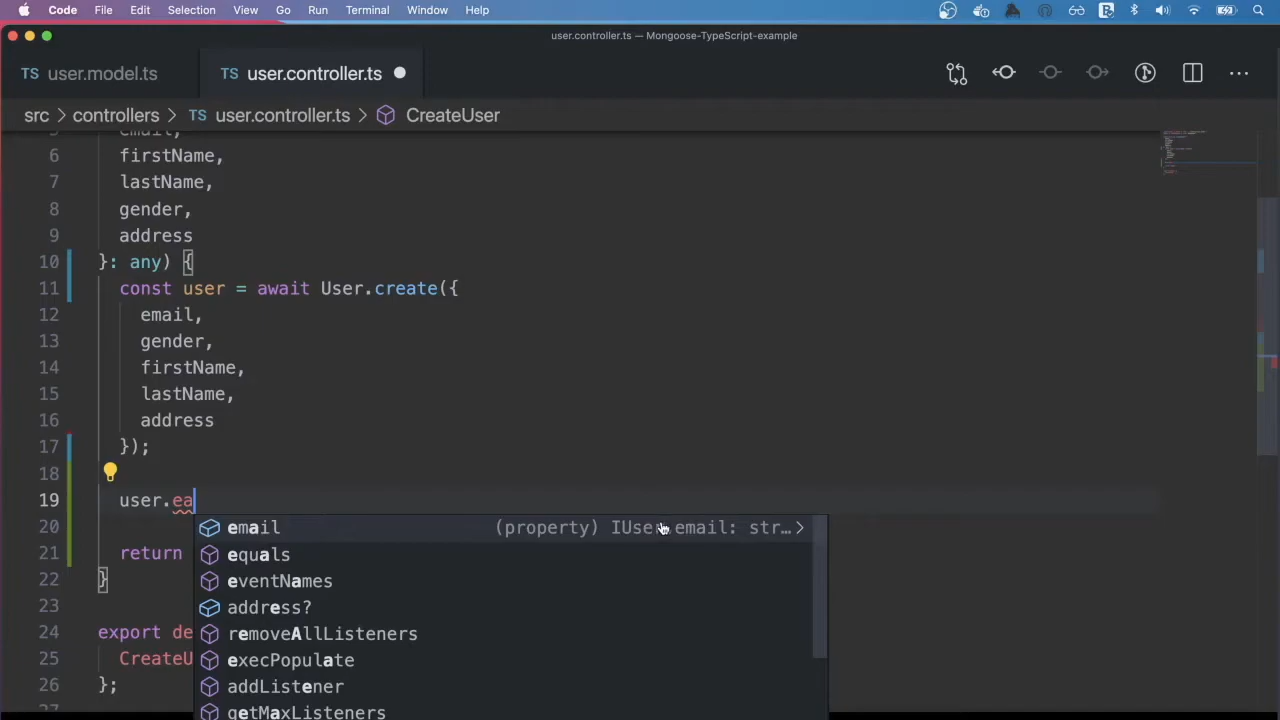 Code File Edit Selection View Go Run Terminal Window Help
user.controller.ts — Mongoose-TypeScript-example
TS user.model.ts TS user.controller.ts
src > controllers > TS user.controller.ts > CreateUser
email,
6 firstName,
7 lastName,
8 gender,
9 address
10 }: any) {
11 const user = await User.create({
12 email,
13 gender,
14 firstName,
15 lastName,
16 address
17 });
18
19 user.ea
email (property) IUser.email: str…
20
equals
21 return
eventNames
22 }
address?
23
removeAllListeners
24 export de
execPopulate
25 CreateU
addListener
26 };
getMaxListeners
27